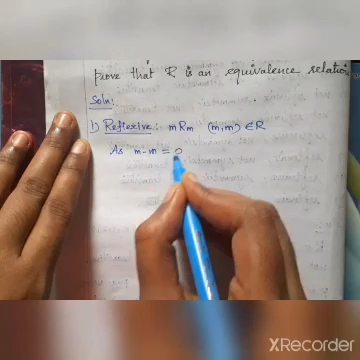 prove that R is an equivalence relation
Soln:
1) Reflexive: mRm (m,m) ∈ R
As m-m = 0
XRecorder